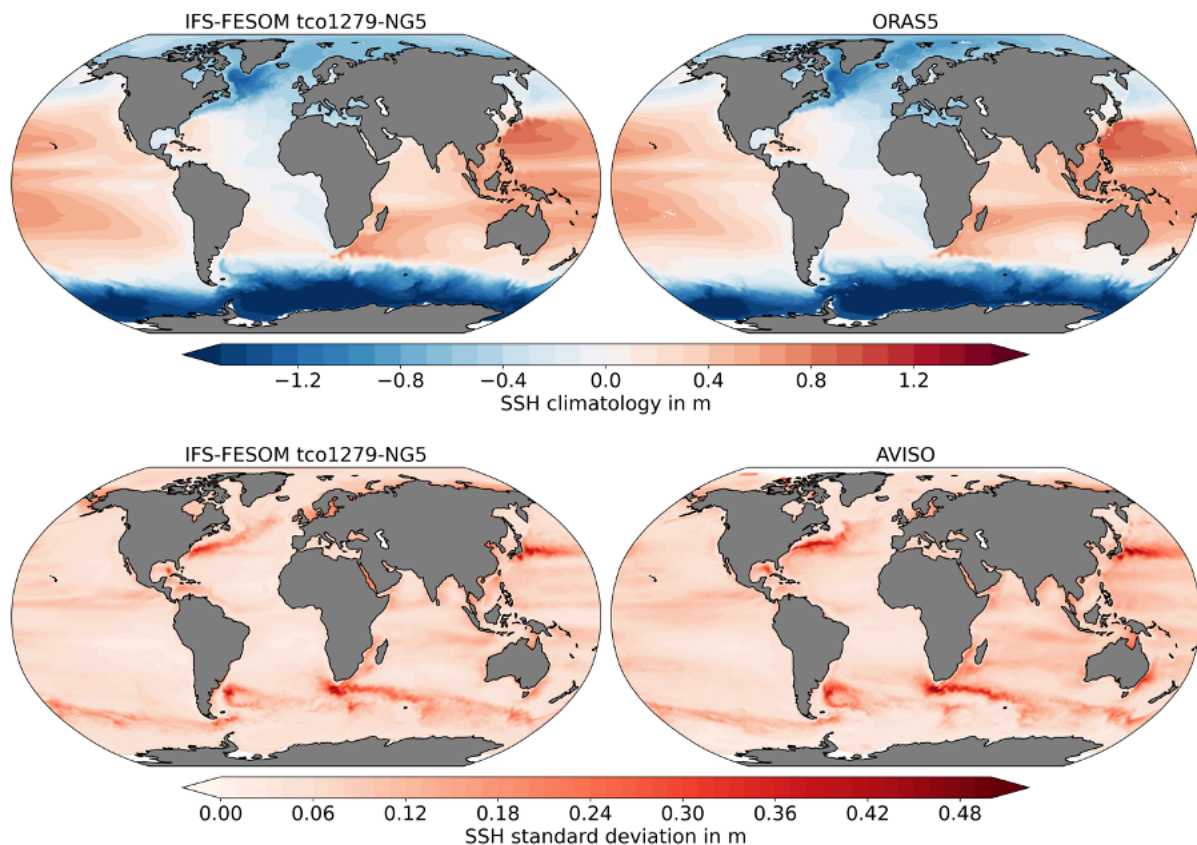 IFS-FESOM tco1279-NG5 ORAS5
−1.2 −0.8 −0.4 0.0 0.4 0.8 1.2
SSH climatology in m
IFS-FESOM tco1279-NG5 AVISO
0.00 0.06 0.12 0.18 0.24 0.30 0.36 0.42 0.48
SSH standard deviation in m